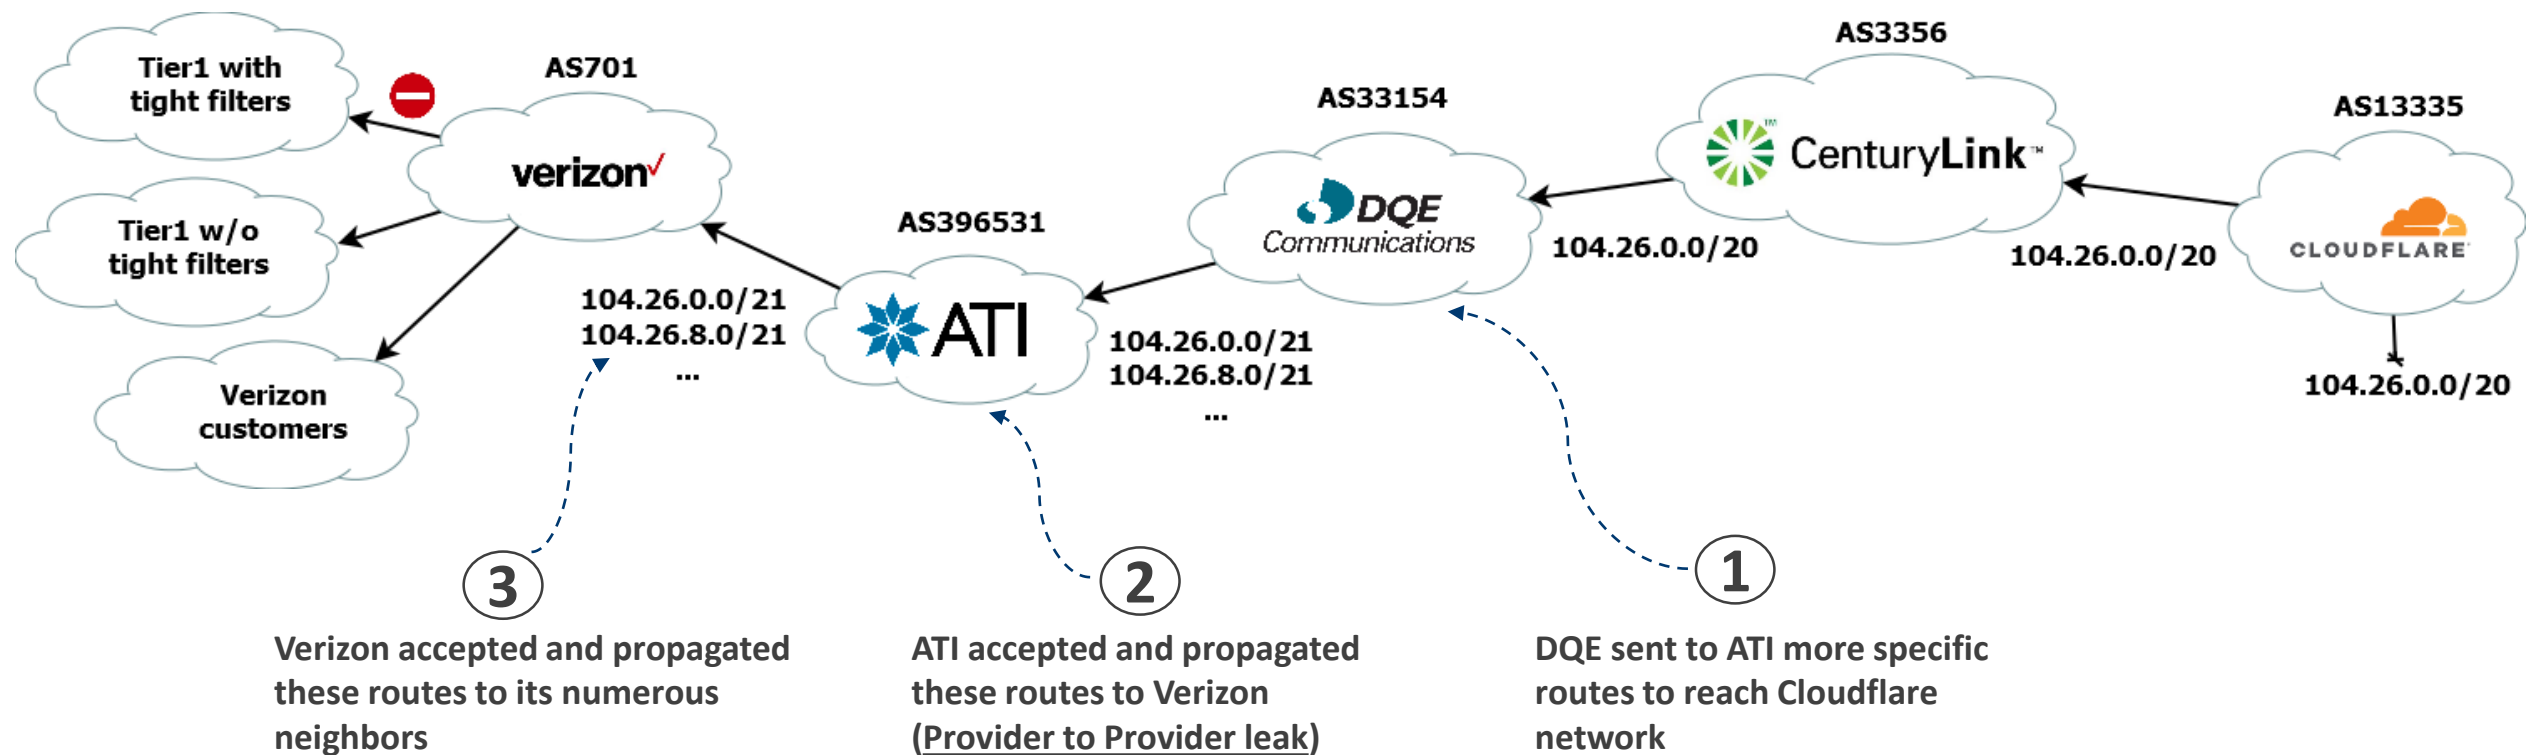 Tier1 with
tight filters
AS701
verizon
Tier1 w/o
tight filters
Verizon
customers
104.26.0.0/21
104.26.8.0/21
...
AS396531
ATI
104.26.0.0/21
104.26.8.0/21
...
AS33154
DQE
Communications
104.26.0.0/20
AS3356
CenturyLink™
104.26.0.0/20
AS13335
CLOUDFLARE
104.26.0.0/20
3
Verizon accepted and propagated
these routes to its numerous
neighbors
2
ATI accepted and propagated
these routes to Verizon
(Provider to Provider leak)
1
DQE sent to ATI more specific
routes to reach Cloudflare
network